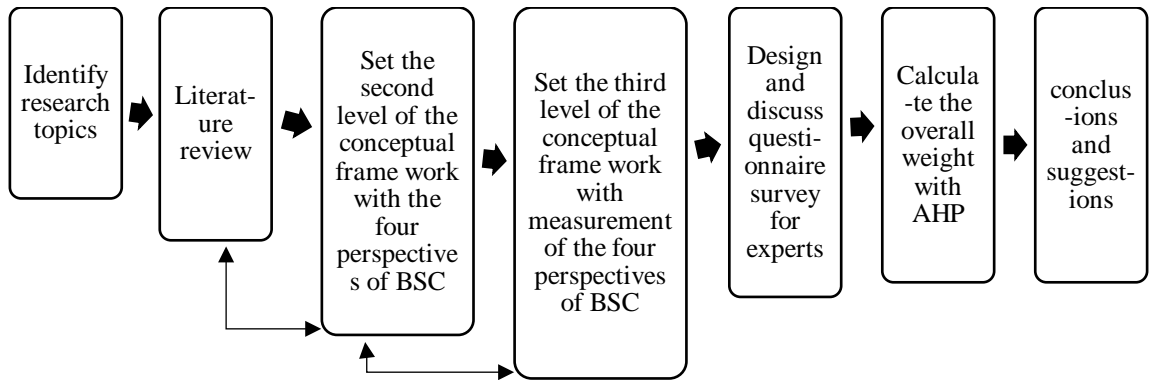 Identify
research
topics
Literat-
ure
review
Set the
second
level of the
conceptual
frame work
with the
four
perspective
s of BSC
Set the third
level of the
conceptual
frame work
with
measurement
of the four
perspectives
of BSC
Design
and
discuss
questi-
onnaire
survey
for
experts
Calcula
-te the
overall
weight
with
AHP
conclus
-ions
and
suggest-
ions